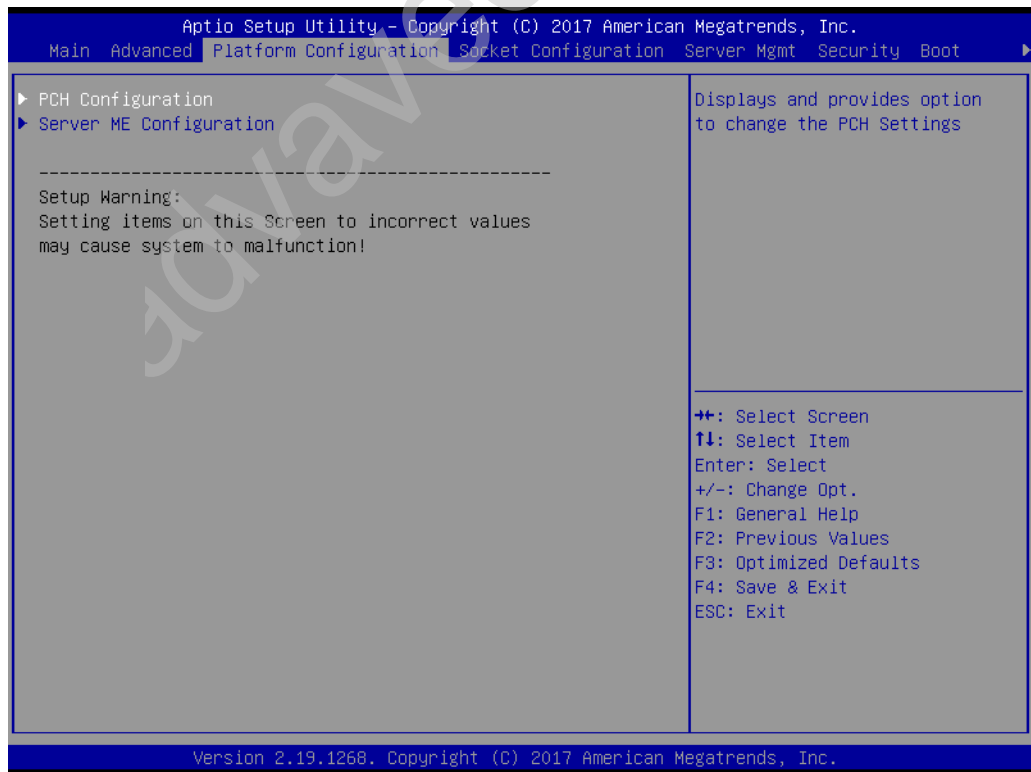 Aptio Setup Utility – Copyright (C) 2017 American Megatrends, Inc.
Main Advanced Platform Configuration Socket Configuration Server Mgmt Security Boot
PCH Configuration
Server ME Configuration
--------------------------------------------------
Setup Warning:
Setting items on this Screen to incorrect values
may cause system to malfunction!
Displays and provides option
to change the PCH Settings
→←: Select Screen
↑↓: Select Item
Enter: Select
+/-: Change Opt.
F1: General Help
F2: Previous Values
F3: Optimized Defaults
F4: Save & Exit
ESC: Exit
Version 2.19.1268. Copyright (C) 2017 American Megatrends, Inc.